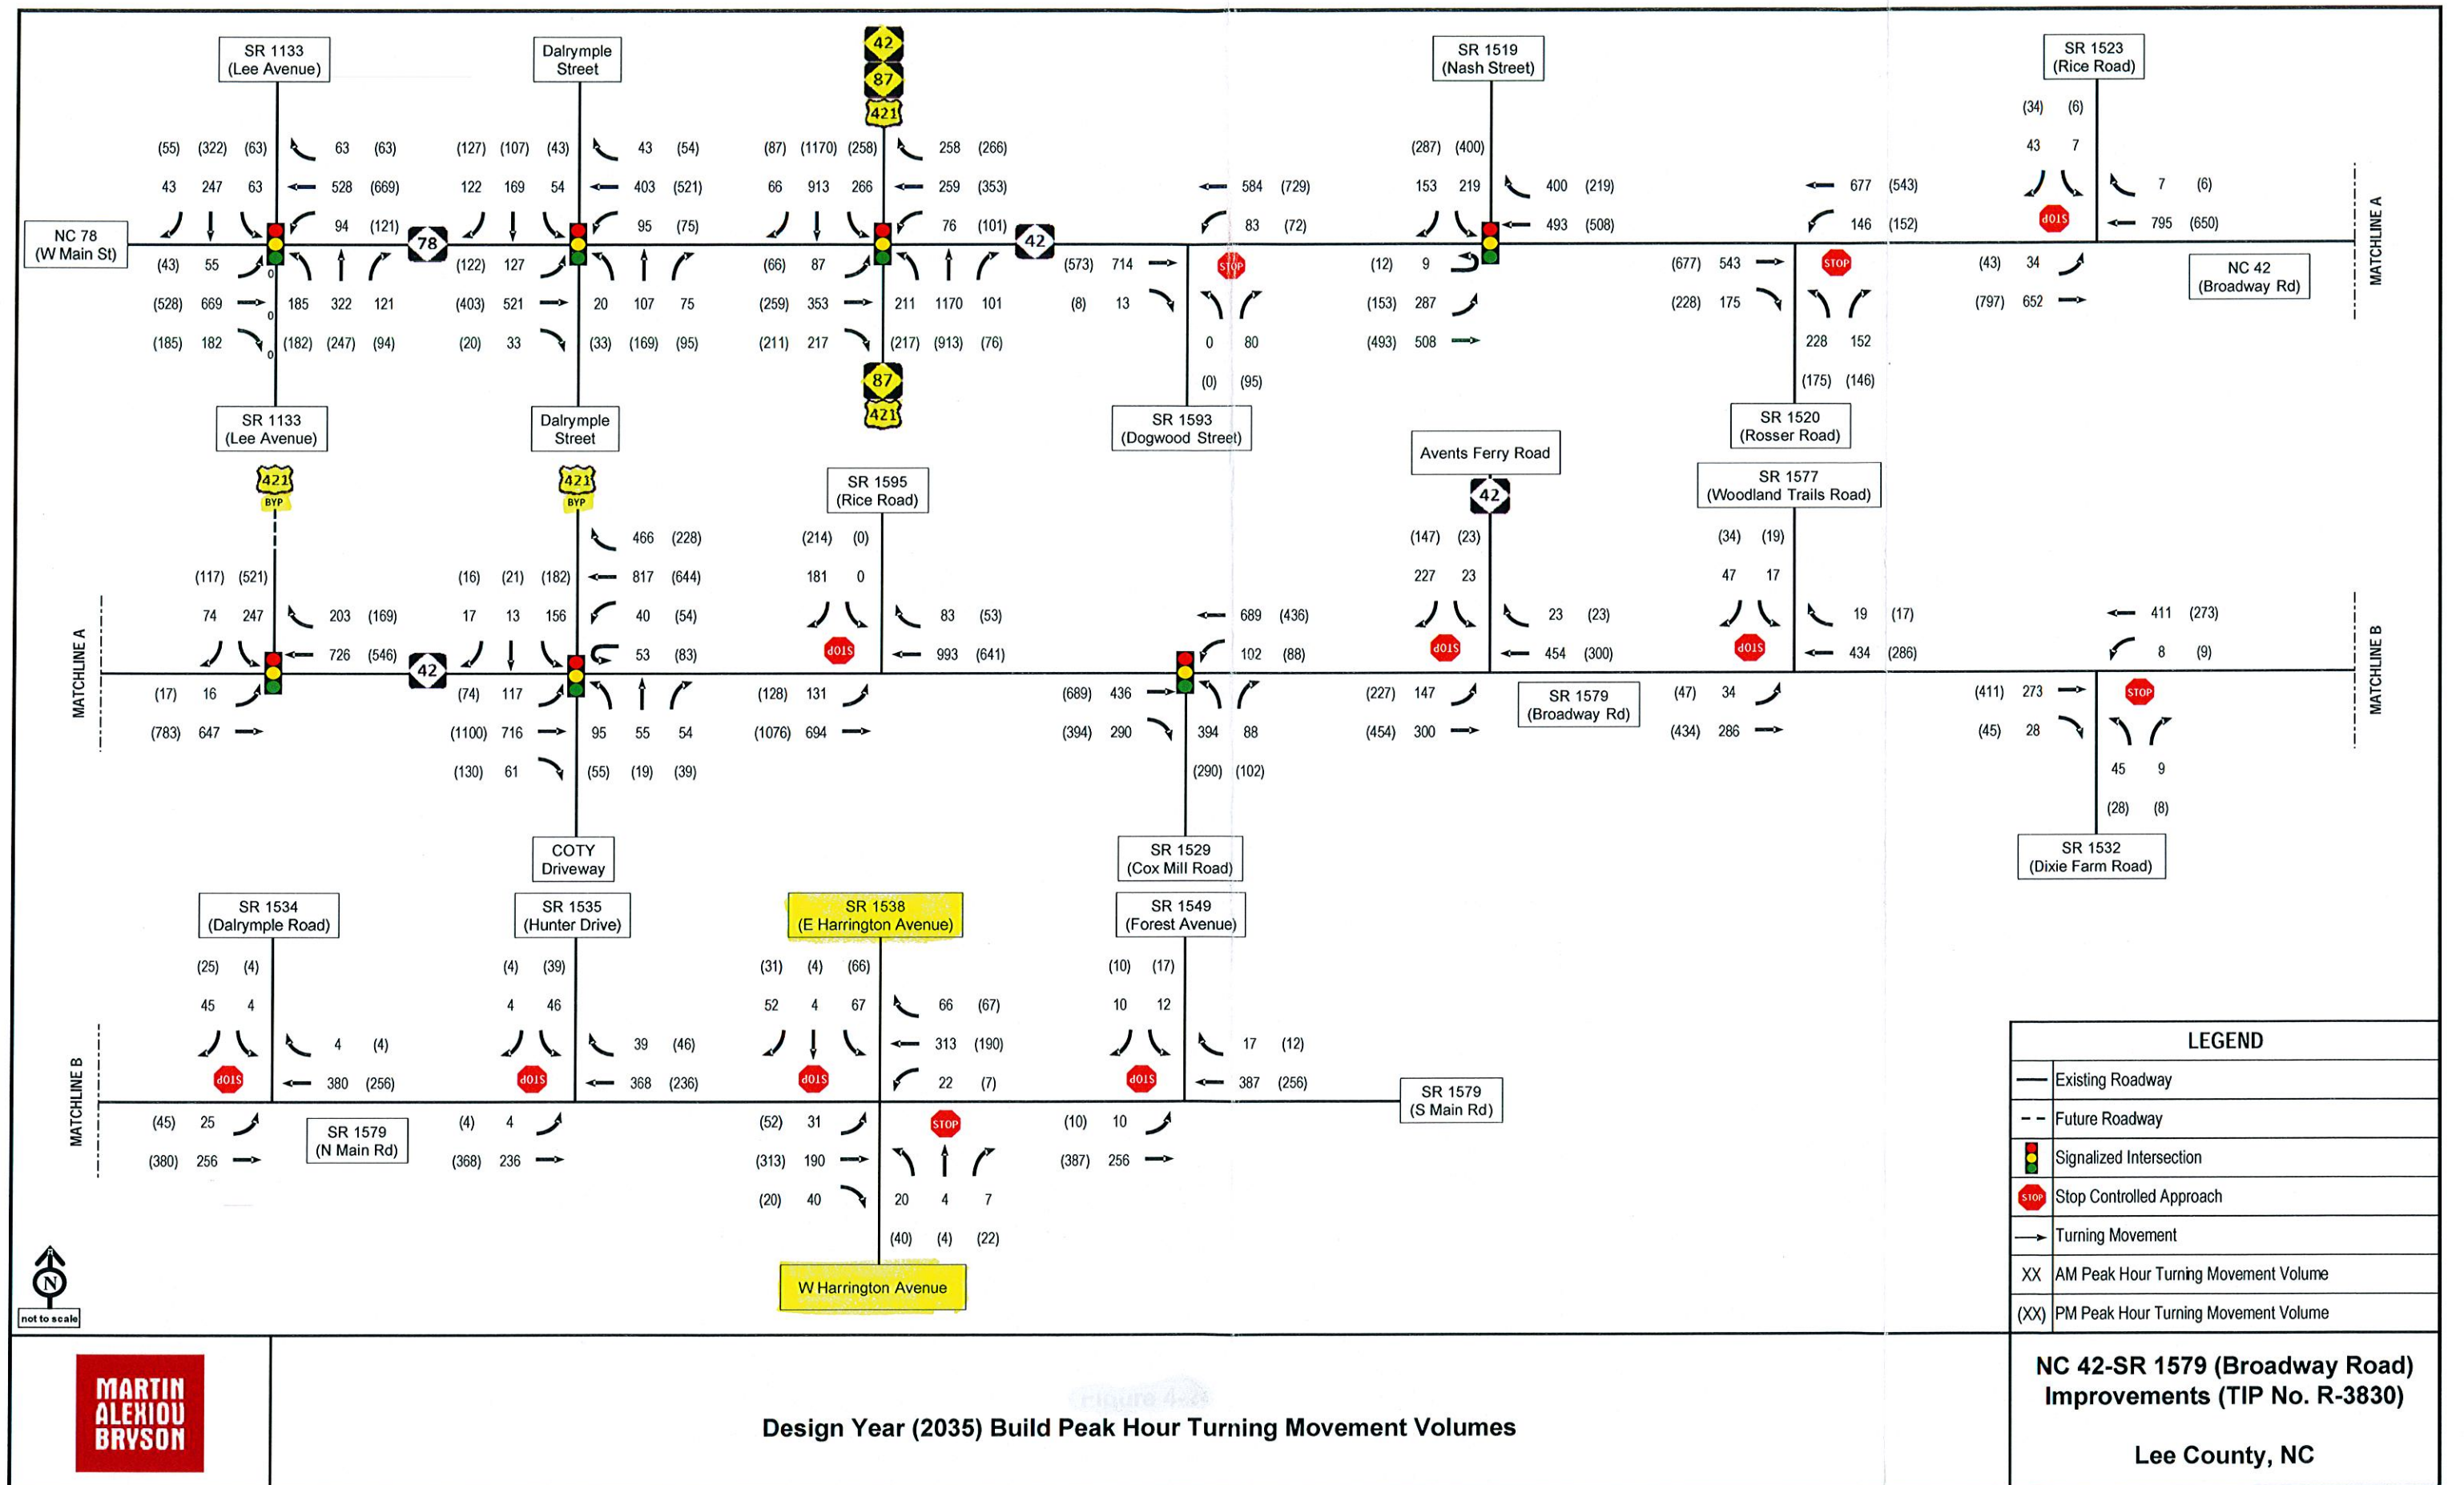 42
87
421
SR 1133
(Lee Avenue)
Dalrymple
Street
SR 1519
(Nash Street)
SR 1523
(Rice Road)
(34) (6)
43 7
(55) (322) (63) 63 (63) (127) (107) (43) 43 (54) (87) (1170) (258) 258 (266) (287) (400)
43 247 63 528 (669) 122 169 54 403 (521) 66 913 266 259 (353) 584 (729) 153 219 400 (219) 677 (543) 7 (6)
94 (121) 95 (75) 76 (101) 83 (72) 493 (508) 146 (152) STOP 795 (650)
NC 78
(W Main St)
78
42
MATCHLINE A
(43) 55 0 (122) 127 (66) 87 (573) 714 STOP (12) 9 (677) 543 STOP (43) 34
NC 42
(Broadway Rd)
(528) 669 185 322 121 (403) 521 20 107 75 (259) 353 211 1170 101 (8) 13 (153) 287 (228) 175 (797) 652
0
(185) 182 0 (182) (247) (94) (20) 33 (33) (169) (95) (211) 217 (217) (913) (76) 0 80 (493) 508 228 152
(0) (95) (175) (146)
87
421
SR 1133
(Lee Avenue)
Dalrymple
Street
SR 1593
(Dogwood Street)
SR 1520
(Rosser Road)
421
BYP
421
BYP
SR 1595
(Rice Road)
Avents Ferry Road
42
SR 1577
(Woodland Trails Road)
466 (228) (214) (0) (147) (23) (34) (19)
(117) (521) (16) (21) (182) 817 (644) 181 0 227 23 47 17
74 247 203 (169) 17 13 156 40 (54) 83 (53) 689 (436) 23 (23) 19 (17) 411 (273)
726 (546) 53 (83) STOP 993 (641) 102 (88) STOP 454 (300) STOP 434 (286) 8 (9)
MATCHLINE A
42
MATCHLINE B
(17) 16 (74) 117 (128) 131 (689) 436 (227) 147 (47) 34 (411) 273 STOP
SR 1579
(Broadway Rd)
(783) 647 (1100) 716 95 55 54 (1076) 694 (394) 290 394 88 (454) 300 (434) 286 (45) 28
(130) 61 (55) (19) (39) (290) (102) 45 9
(28) (8)
COTY
Driveway
SR 1529
(Cox Mill Road)
SR 1532
(Dixie Farm Road)
SR 1534
(Dalrymple Road)
SR 1535
(Hunter Drive)
SR 1538
(E Harrington Avenue)
SR 1549
(Forest Avenue)
(25) (4) (4) (39) (31) (4) (66) (10) (17)
45 4 4 46 52 4 67 66 (67) 10 12
4 (4) 39 (46) 313 (190) 17 (12)
STOP 380 (256) STOP 368 (236) STOP 22 (7) STOP 387 (256)
MATCHLINE B
SR 1579
(S Main Rd)
(45) 25 (4) 4 (52) 31 STOP (10) 10
SR 1579
(N Main Rd)
(380) 256 (368) 236 (313) 190 (387) 256
(20) 40 20 4 7
(40) (4) (22)
W Harrington Avenue
N
not to scale
LEGEND
Existing Roadway
Future Roadway
Signalized Intersection
STOP Stop Controlled Approach
Turning Movement
XX AM Peak Hour Turning Movement Volume
(XX) PM Peak Hour Turning Movement Volume
MARTIN
ALEXIOU
BRYSON
Design Year (2035) Build Peak Hour Turning Movement Volumes
NC 42-SR 1579 (Broadway Road)
Improvements (TIP No. R-3830)
Lee County, NC